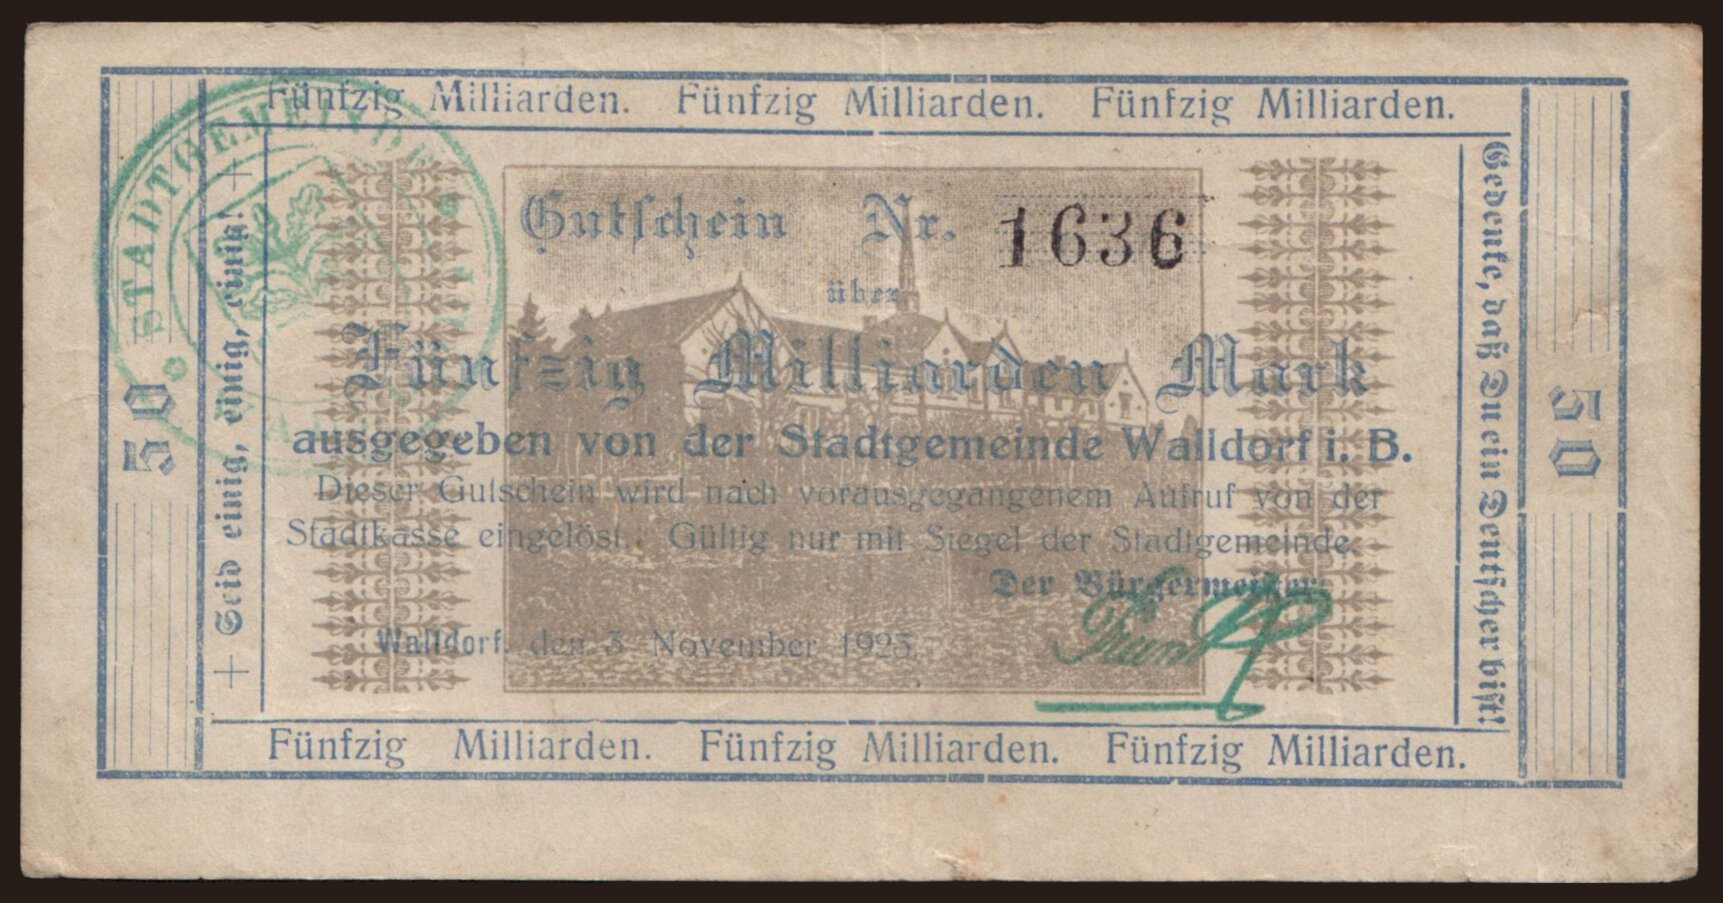 Fünfzig Milliarden. Fünfzig Milliarden. Fünfzig Milliarden.
STADTGEMEINDE
50
+ Seid einig, einig, einig! +
Gutschein Nr. 1636
über
Fünfzig Milliarden Mark
ausgegeben von der Stadtgemeinde Walldorf i. B.
Dieser Gutschein wird nach vorausgegangenem Aufruf von der
Stadtkasse eingelöst. Gültig nur mit Siegel der Stadtgemeinde.
Der Bürgermeister
Walldorf, den 3. November 1923.
Gedenke, daß Du ein Deutscher bist!
50
Fünfzig Milliarden. Fünfzig Milliarden. Fünfzig Milliarden.